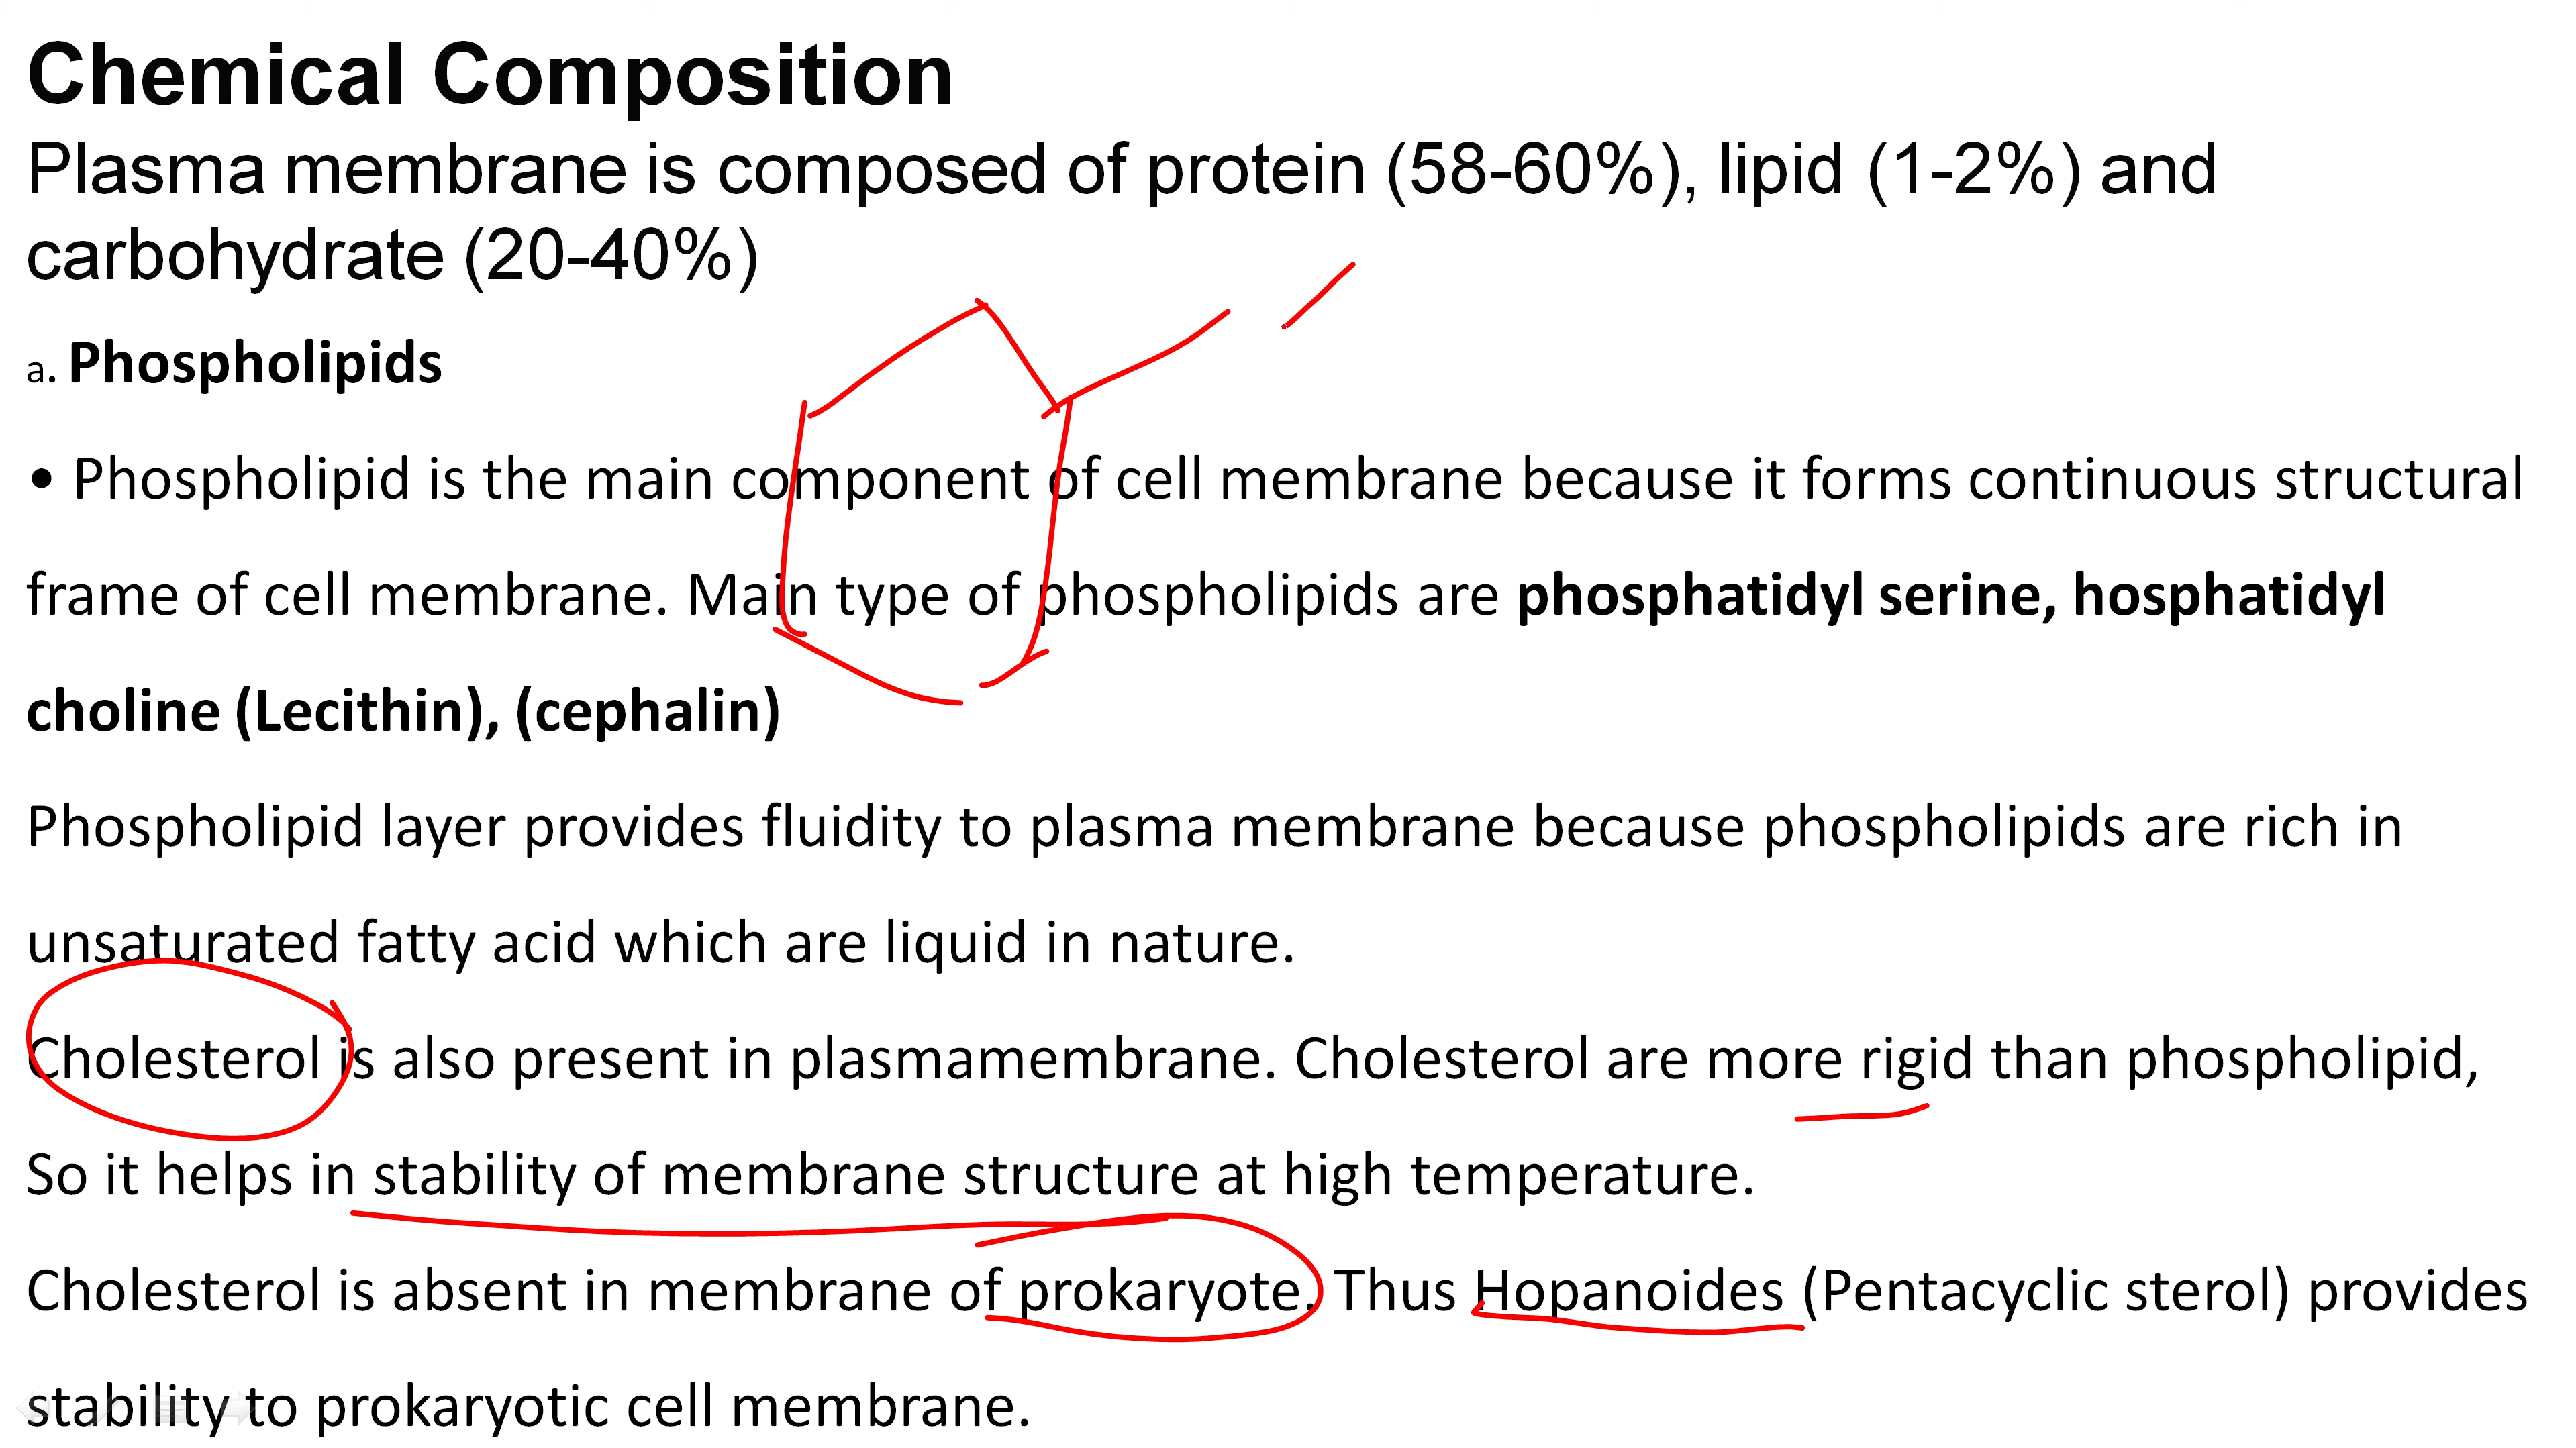 Chemical Composition
Plasma membrane is composed of protein (58-60%), lipid (1-2%) and
carbohydrate (20-40%)
a. Phospholipids
• Phospholipid is the main component of cell membrane because it forms continuous structural
frame of cell membrane. Main type of phospholipids are phosphatidyl serine, hosphatidyl
choline (Lecithin), (cephalin)
Phospholipid layer provides fluidity to plasma membrane because phospholipids are rich in
unsaturated fatty acid which are liquid in nature.
Cholesterol is also present in plasmamembrane. Cholesterol are more rigid than phospholipid,
So it helps in stability of membrane structure at high temperature.
Cholesterol is absent in membrane of prokaryote. Thus Hopanoides (Pentacyclic sterol) provides
stability to prokaryotic cell membrane.